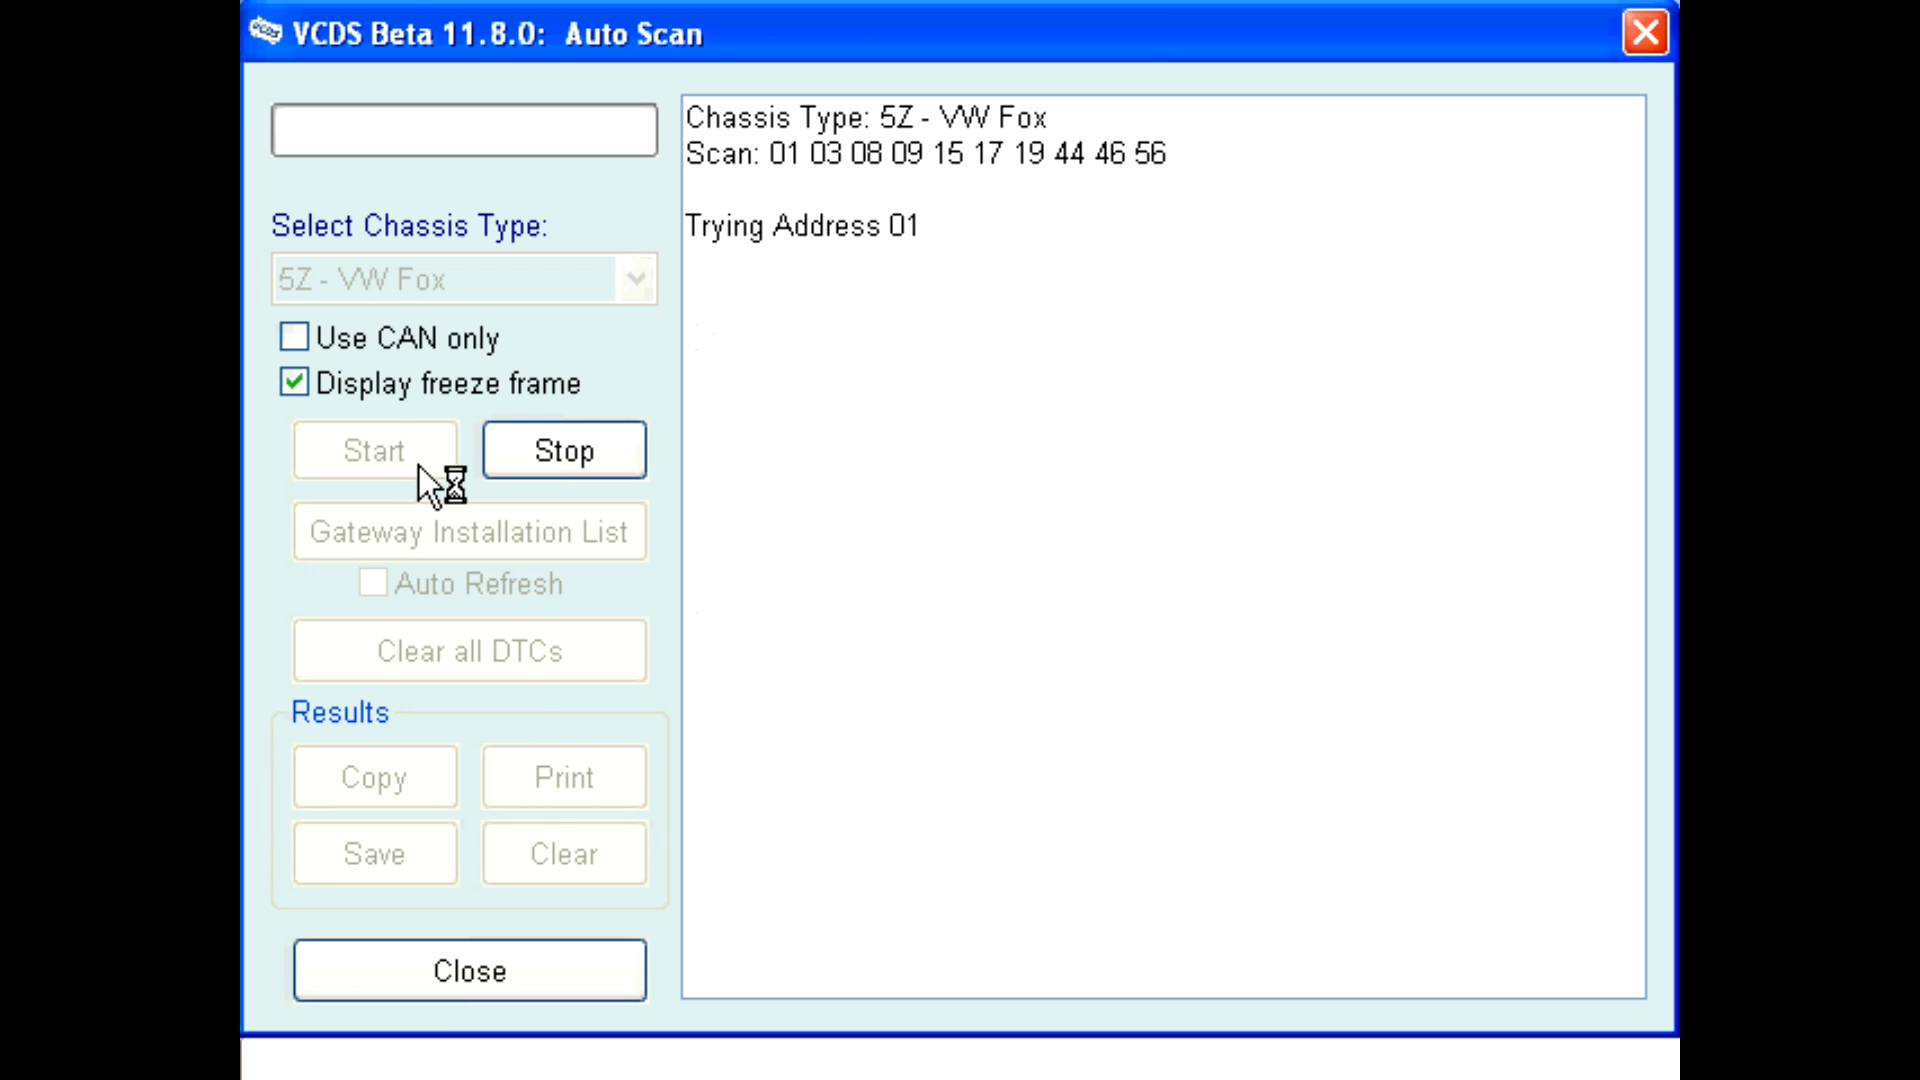 VCDS Beta 11.8.0: Auto Scan
Select Chassis Type:
5Z - VW Fox
Use CAN only
Display freeze frame
Start
Stop
Gateway Installation List
Auto Refresh
Clear all DTCs
Results
Copy
Print
Save
Clear
Close
Chassis Type: 5Z - VW Fox
Scan: 01 03 08 09 15 17 19 44 46 56
Trying Address 01